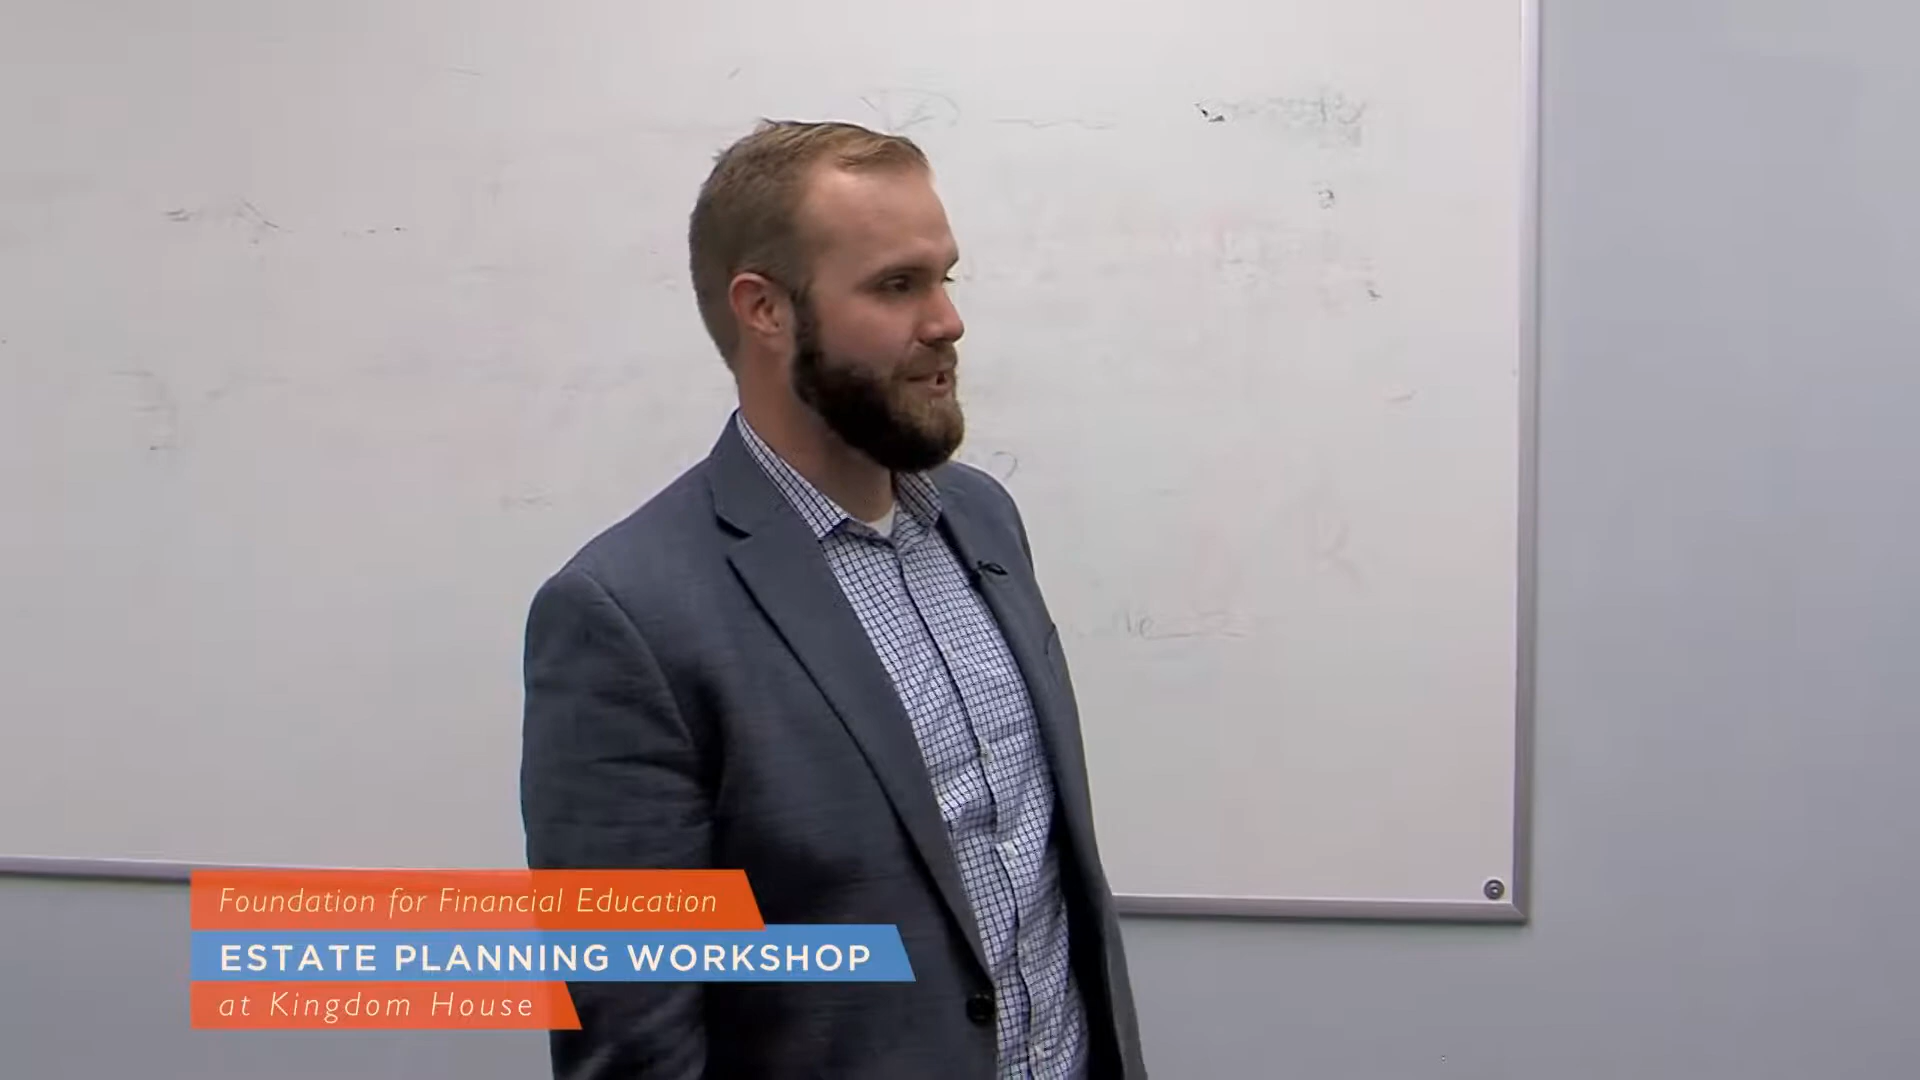 Foundation for Financial Education
ESTATE PLANNING WORKSHOP
at Kingdom House